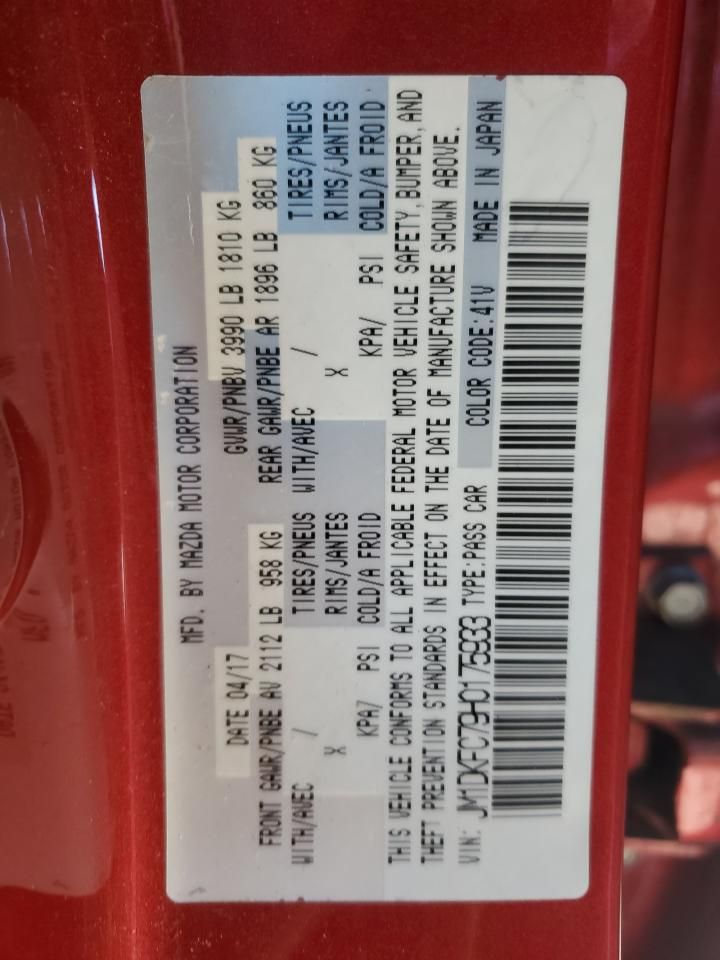 MFD. BY MAZDA MOTOR CORPORATION
DATE 04/17 GVWR/PNBV 3990 LB 1810 KG
FRONT GAWR/PNBE AV 2112 LB 958 KG REAR GAWR/PNBE AR 1896 LB 860 KG
WITH/AVEC / TIRES/PNEUS WITH/AVEC / TIRES/PNEUS
X RIMS/JANTES X RIMS/JANTES
KPA/ PSI COLD/A FROID KPA/ PSI COLD/A FROID
THIS VEHICLE CONFORMS TO ALL APPLICABLE FEDERAL MOTOR VEHICLE SAFETY, BUMPER, AND
THEFT PREVENTION STANDARDS IN EFFECT ON THE DATE OF MANUFACTURE SHOWN ABOVE.
VIN: JM1DKFC79H0175933 TYPE:PASS CAR COLOR CODE:41V MADE IN JAPAN